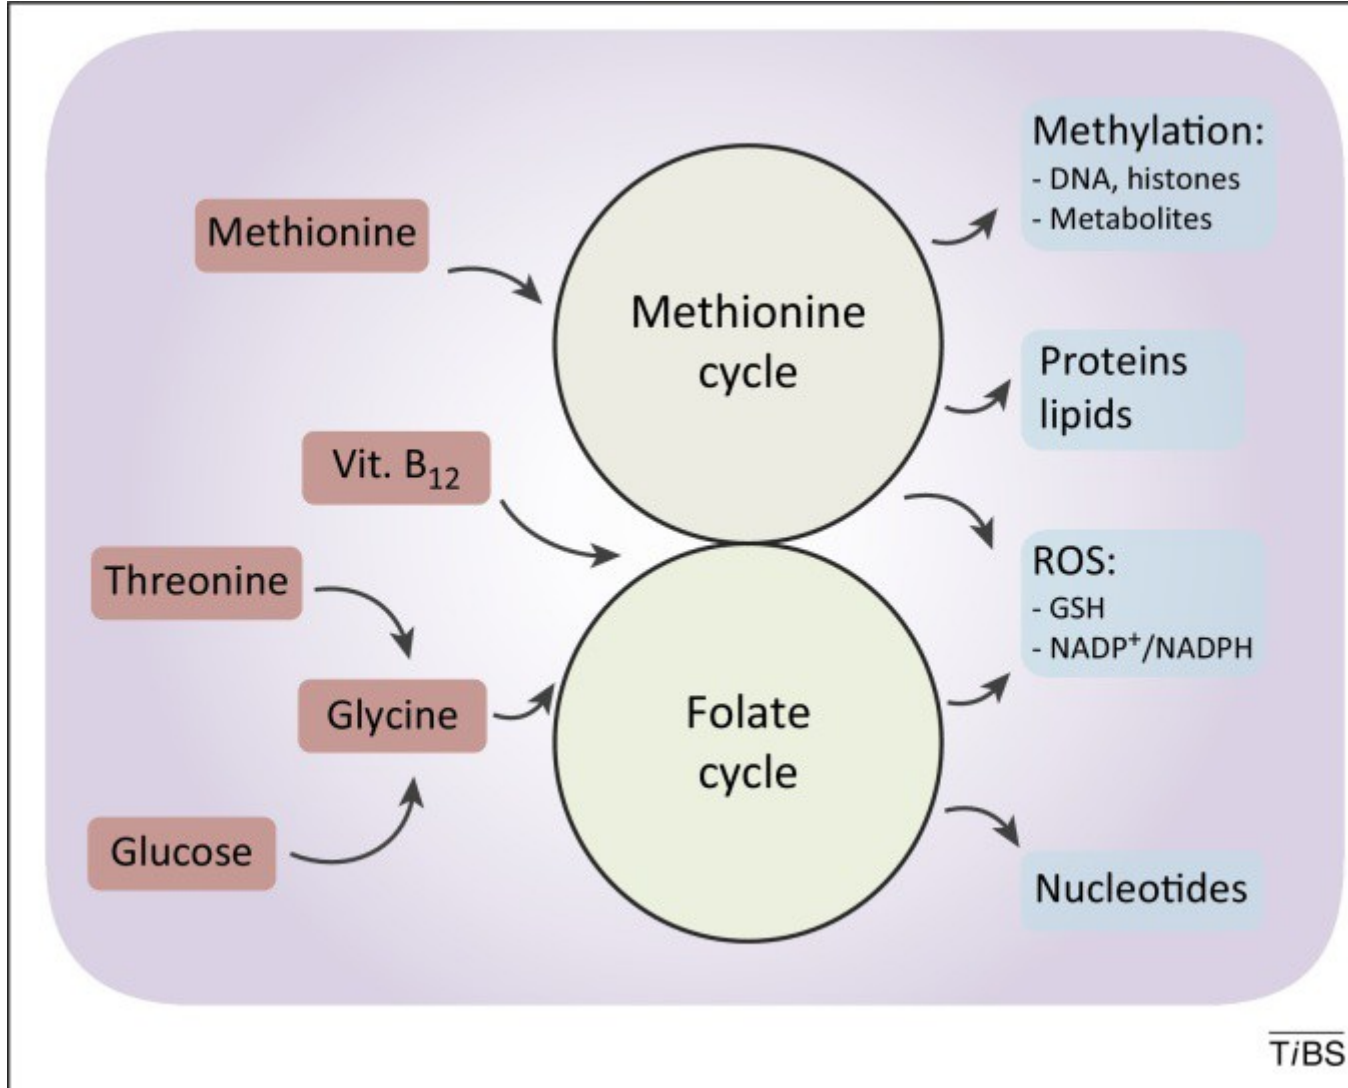 Methionine
Vit. B₁₂
Threonine
Glycine
Glucose
Methionine
cycle
Folate
cycle
Methylation:
- DNA, histones
- Metabolites
Proteins
lipids
ROS:
- GSH
- NADP⁺/NADPH
Nucleotides
TiBS